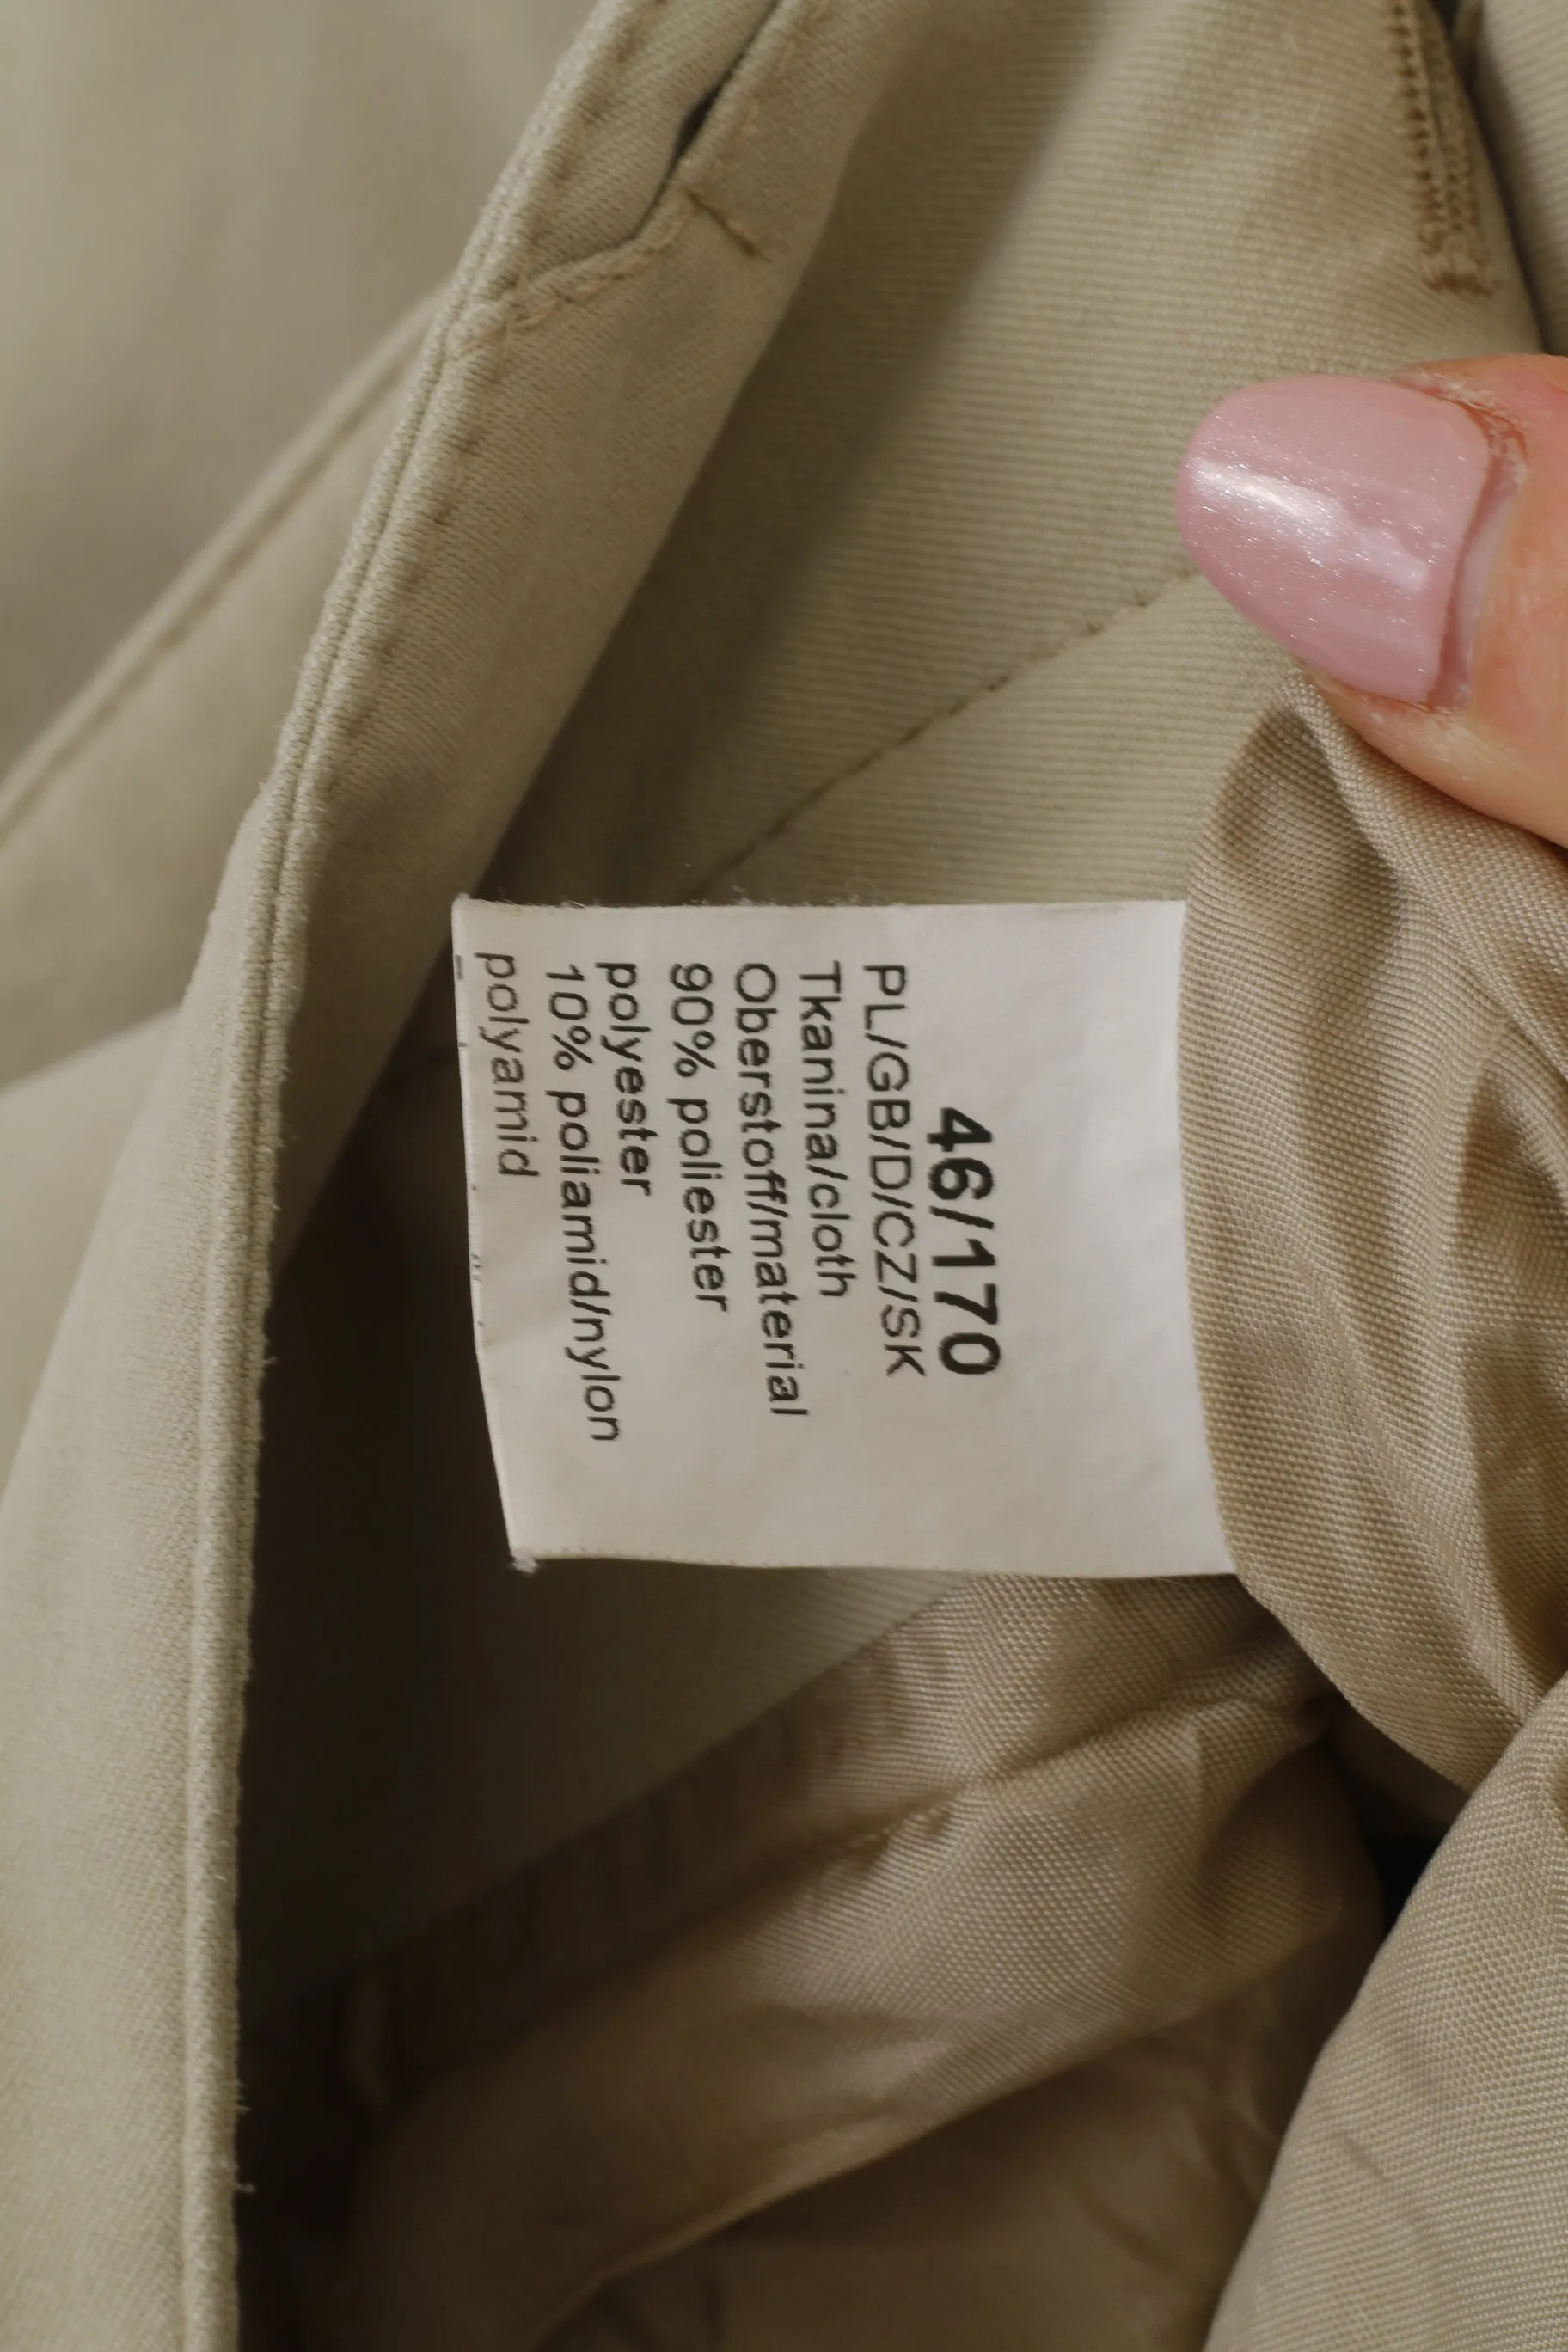 46/170
PL/GB/D/CZ/SK
Tkanina/cloth
Oberstoff/material
90% poliester
polyester
10% poliamid/nylon
polyamid